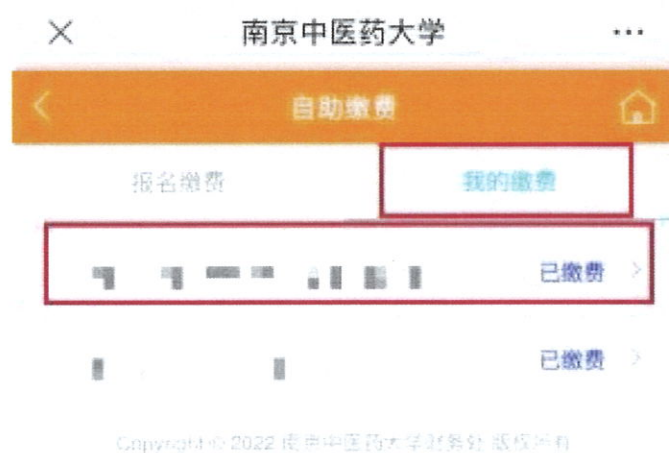 南京中医药大学
自助缴费
报名缴费 我的缴费
已缴费
已缴费
Copyright © 2022 南京中医药大学财务处 版权所有